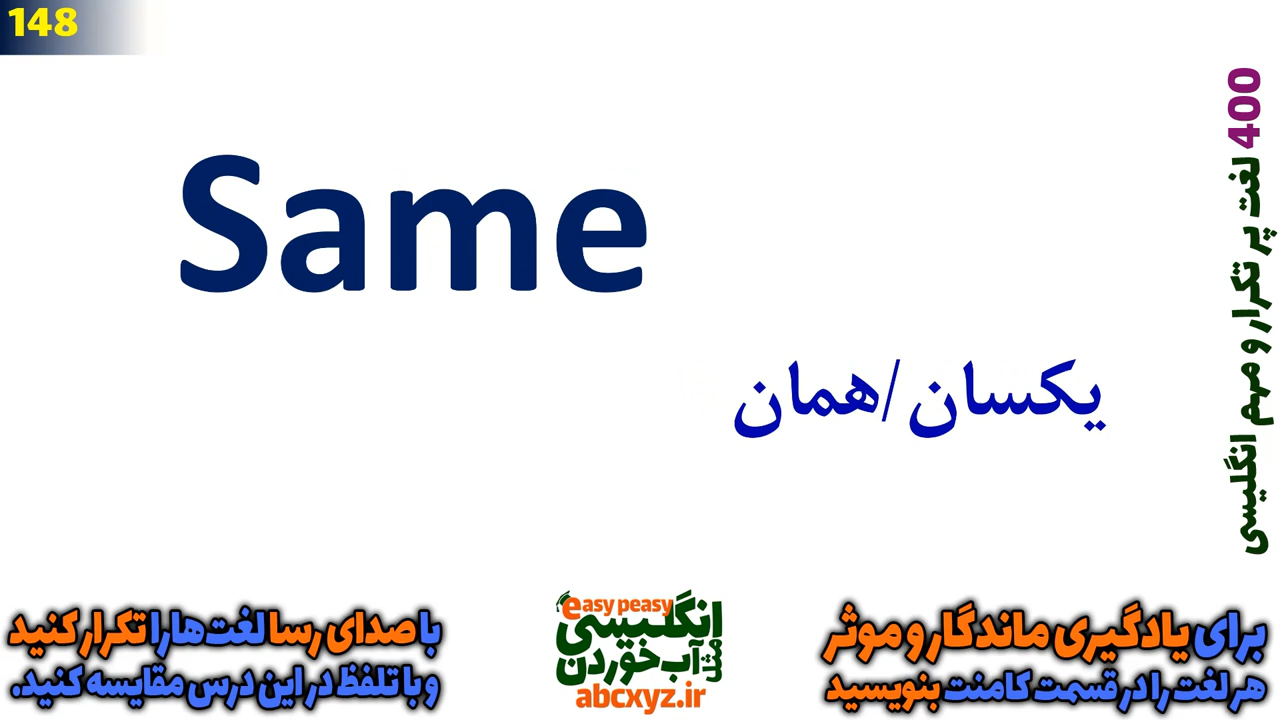 148
Same
یکسان/همان
400 لغت پر تکرار و مهم انگلیسی
با صدای رسا لغت‌ها را تکرار کنید
و با تلفظ در این درس مقایسه کنید.
easy peasy
انگلیسی
مثل آب خوردن
abcxyz.ir
برای یادگیری ماندگار و موثر
هر لغت را در قسمت کامنت بنویسید